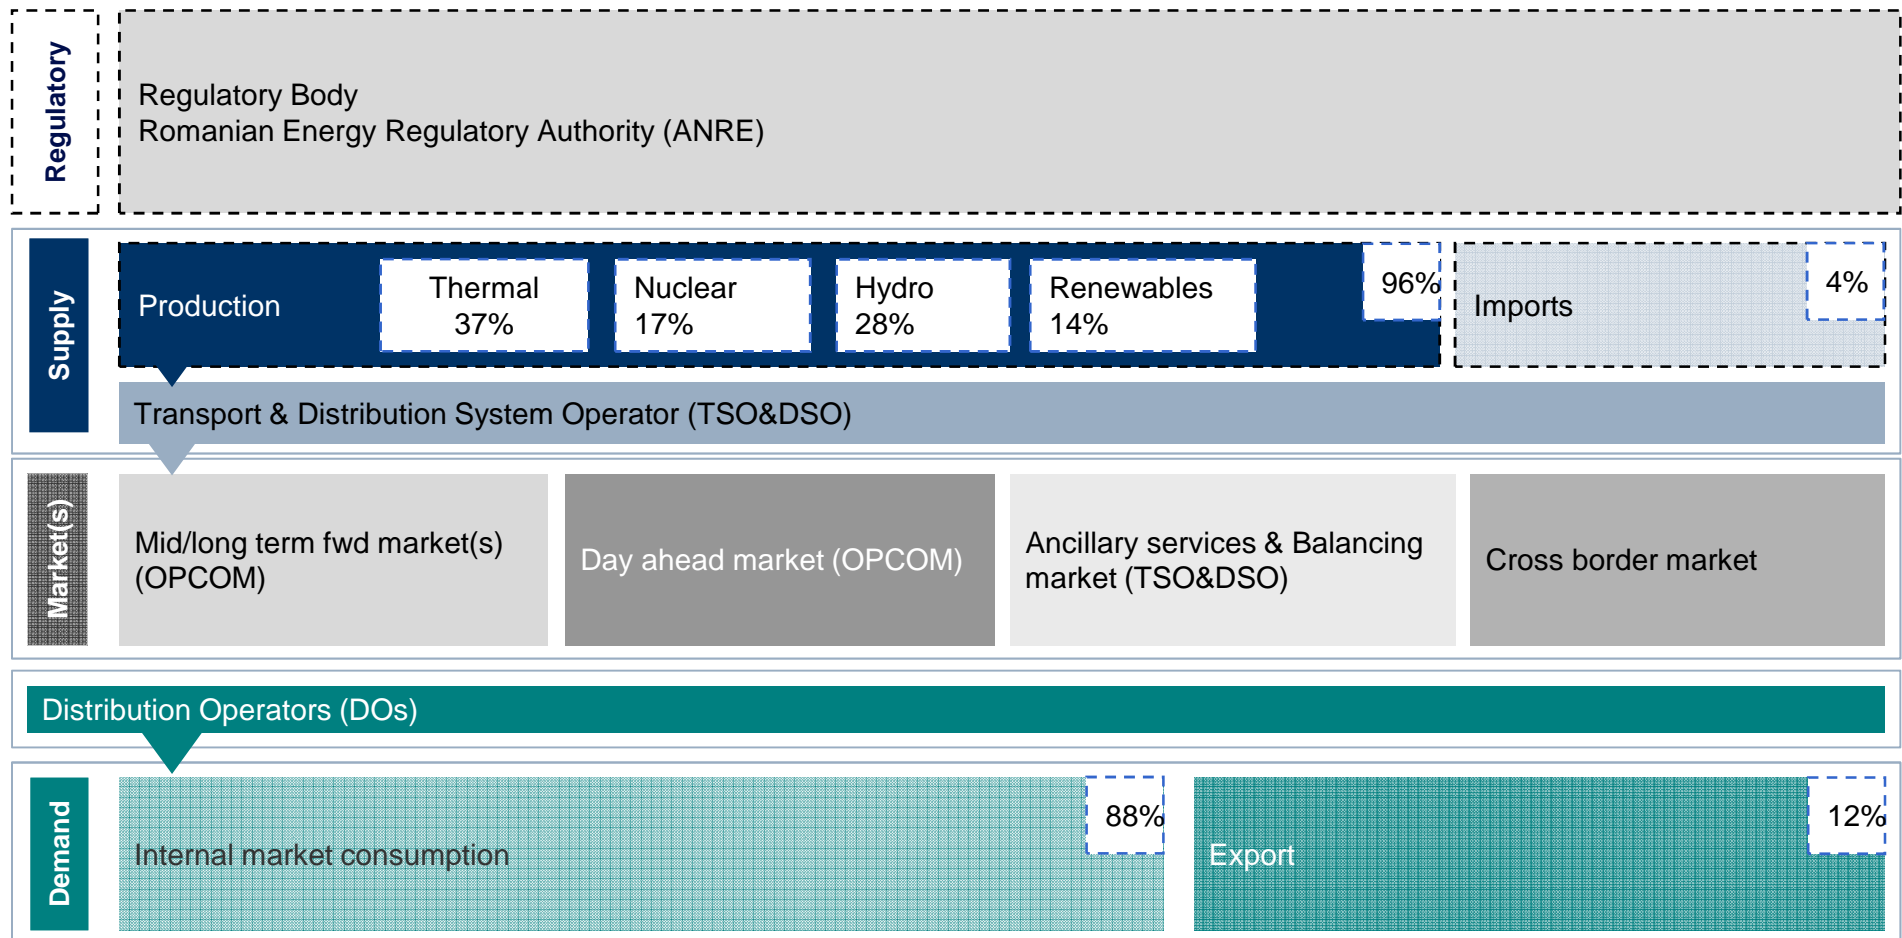 Regulatory
Regulatory Body
Romanian Energy Regulatory Authority (ANRE)
Supply
Production
Thermal
37%
Nuclear
17%
Hydro
28%
Renewables
14%
96%
Imports
4%
Transport & Distribution System Operator (TSO&DSO)
Market(s)
Mid/long term fwd market(s)
(OPCOM)
Day ahead market (OPCOM)
Ancillary services & Balancing
market (TSO&DSO)
Cross border market
Distribution Operators (DOs)
Demand
Internal market consumption
88%
Export
12%